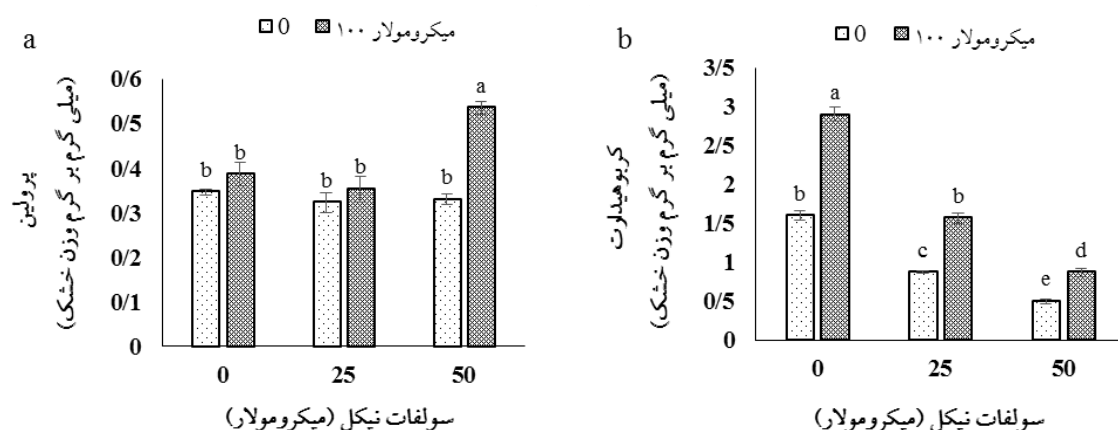 a
0 ۱۰۰ میکرومولار
پرولین
(میلی گرم بر گرم وزن خشک)
0/6
0/5
0/4
0/3
0/2
0/1
0
b b b b b a
0 25 50
سولفات نیکل (میکرومولار)
b
0 ۱۰۰ میکرومولار
کربوهیدارت
(میلی گرم بر گرم وزن خشک)
3/5
3
2/5
2
1/5
1
0/5
0
b a c b e d
0 25 50
سولفات نیکل (میکرومولار)